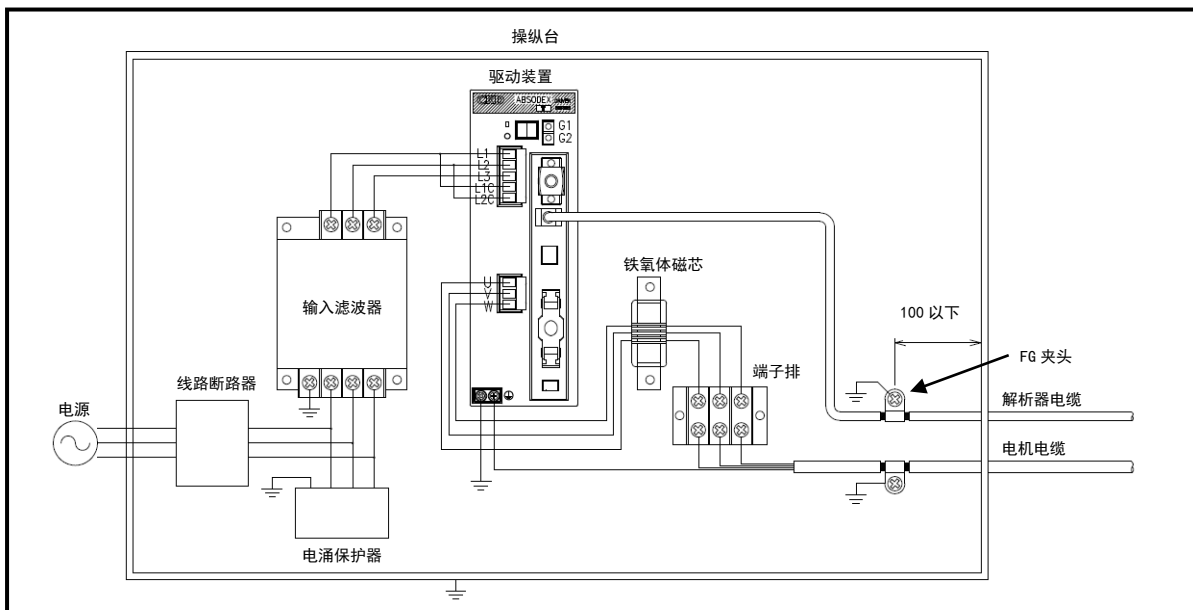 操纵台
驱动装置
CKD ABSODEX
G1
G2
L1
L2
L3
L1C
L2C
铁氧体磁芯
U
V
W
输入滤波器
100 以下
FG 夹头
线路断路器
端子排
电源
解析器电缆
电机电缆
电涌保护器